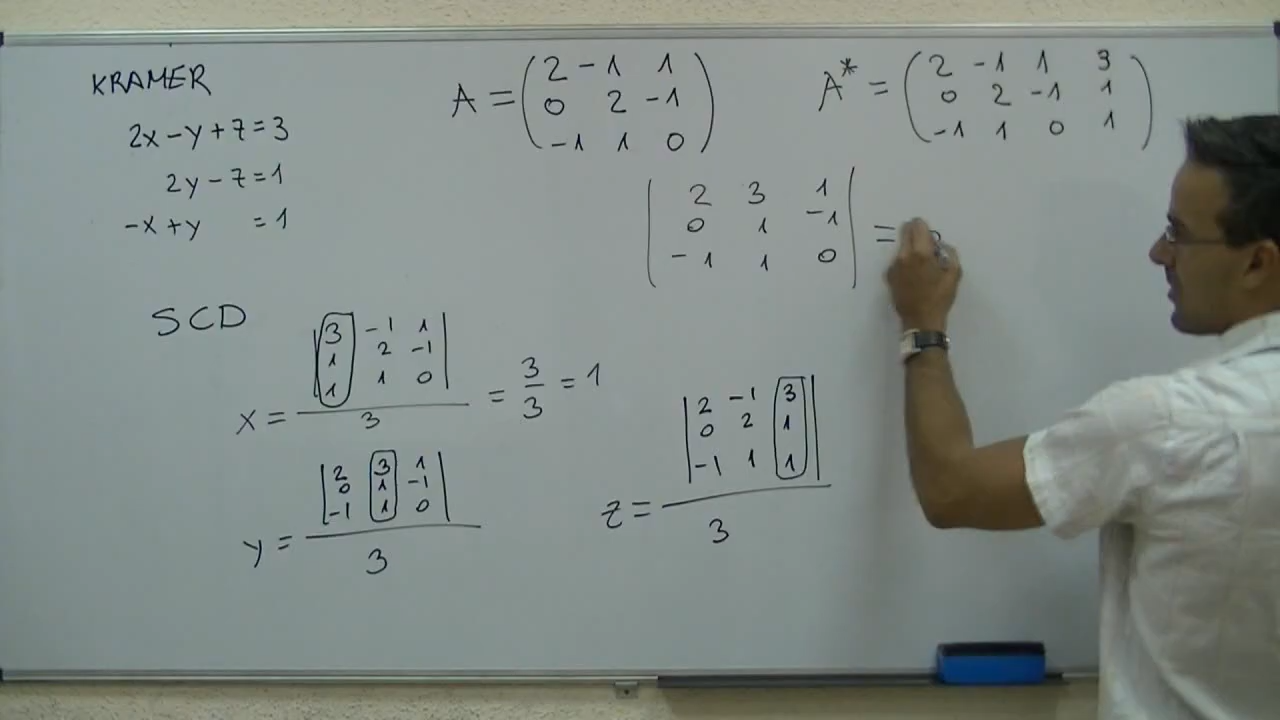 KRAMER
2x - y + z = 3
2y - z = 1
-x + y = 1
A = ( 2 -1 1
0 2 -1
-1 1 0 )
A* = ( 2 -1 1 3
0 2 -1 1
-1 1 0 1 )
| 2 3 1 |
| 0 1 -1 | =
| -1 1 0 |
SCD
| 3 -1 1 |
| 1 2 -1 |
| 1 1 0 |
x = 3 = 3/3 = 1
| 2 3 1 |
| 0 1 -1 |
| -1 1 0 |
y = 3
| 2 -1 3 |
| 0 2 1 |
| -1 1 1 |
z = 3